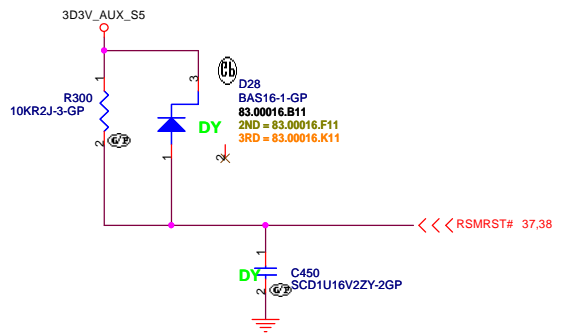 3D3V_AUX_S5
1
3
R300
10KR2J-3-GP
2
G/P
Cb
D28
BAS16-1-GP
83.00016.B11
2ND = 83.00016.F11
3RD = 83.00016.K11
DY
1
2
RSMRST# 37,38
1
DY
C450
SCD1U16V2ZY-2GP
2
G/P